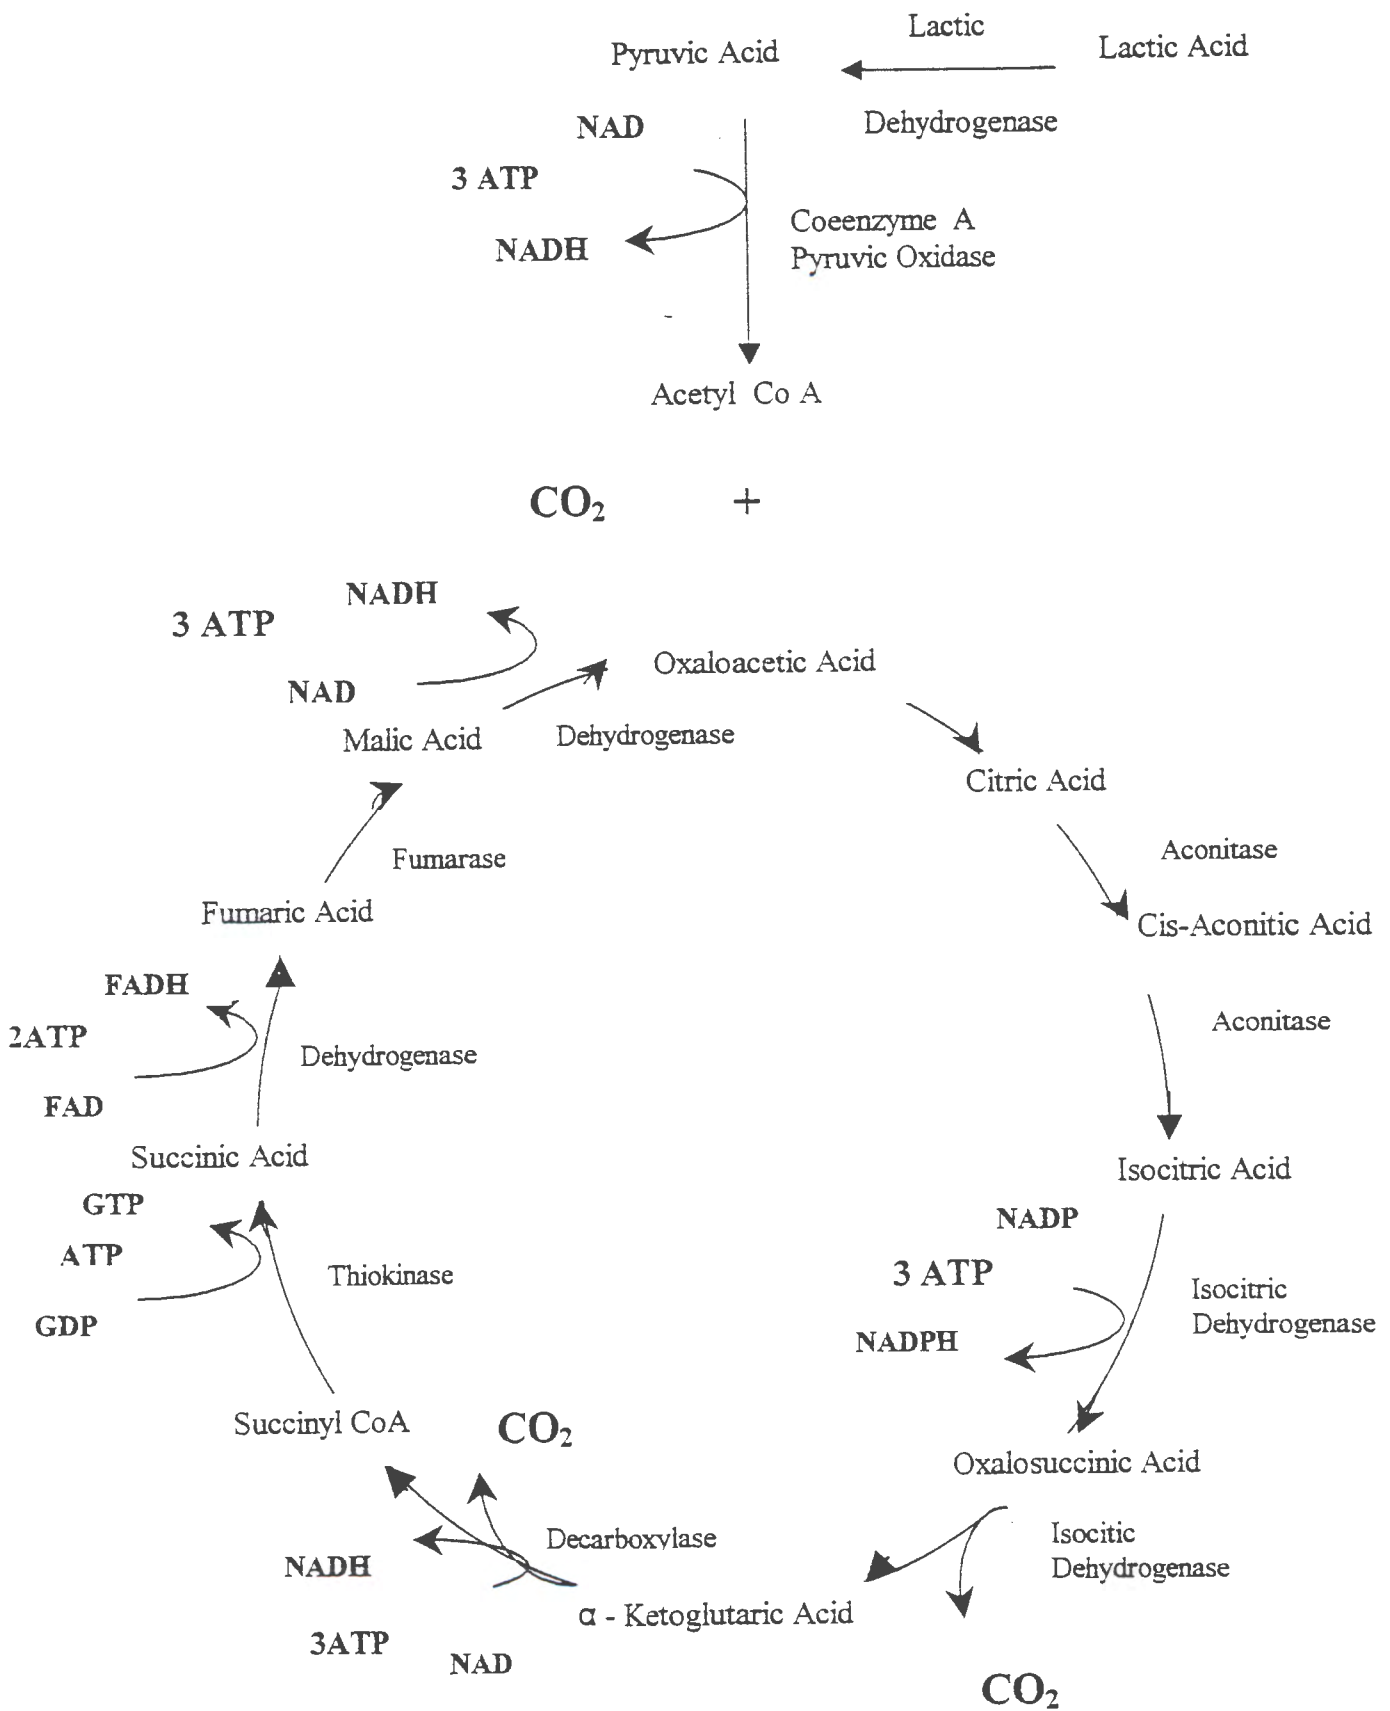 Lactic
Pyruvic Acid
Lactic Acid
Dehydrogenase
NAD
3 ATP
NADH
Coeenzyme A
Pyruvic Oxidase
Acetyl Co A
CO₂ +
NADH
3 ATP
NAD
Oxaloacetic Acid
Malic Acid
Dehydrogenase
Citric Acid
Fumarase
Aconitase
Fumaric Acid
Cis-Aconitic Acid
FADH
2ATP
FAD
Dehydrogenase
Aconitase
Succinic Acid
Isocitric Acid
GTP
ATP
GDP
Thiokinase
NADP
3 ATP
NADPH
Isocitric
Dehydrogenase
Succinyl CoA
CO₂
Oxalosuccinic Acid
Decarboxylase
Isocitic
Dehydrogenase
NADH
3ATP
NAD
α - Ketoglutaric Acid
CO₂